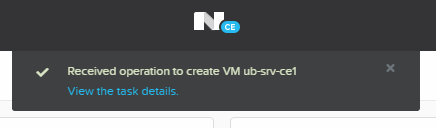 N CE
Received operation to create VM ub-srv-ce1
View the task details.